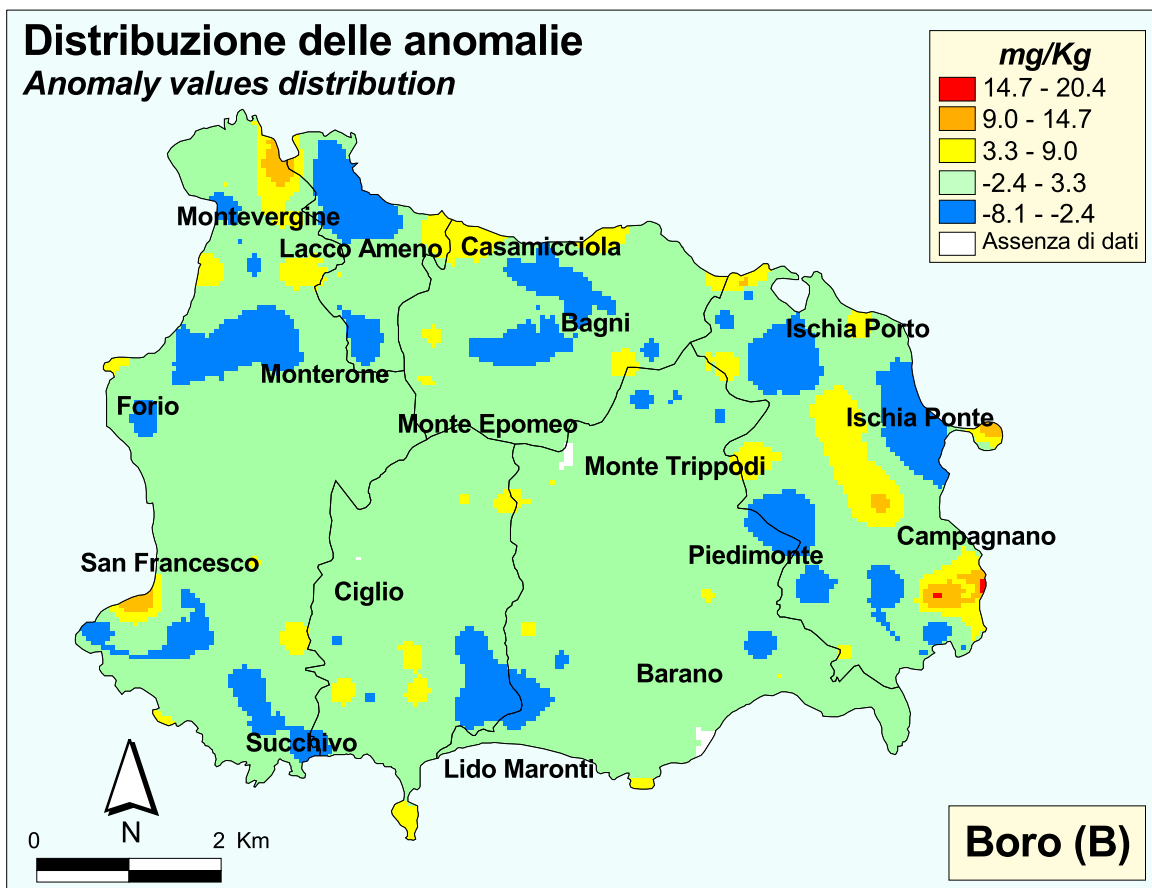 Distribuzione delle anomalie
Anomaly values distribution
mg/Kg
14.7 - 20.4
9.0 - 14.7
3.3 - 9.0
-2.4 - 3.3
-8.1 - -2.4
Assenza di dati
Montevergine
Lacco Ameno
Casamicciola
Bagni
Ischia Porto
Monterone
Forio
Monte Epomeo
Ischia Ponte
Monte Trippodi
Campagnano
Piedimonte
San Francesco
Ciglio
Barano
Succhivo
Lido Maronti
N
0 2 Km
Boro (B)